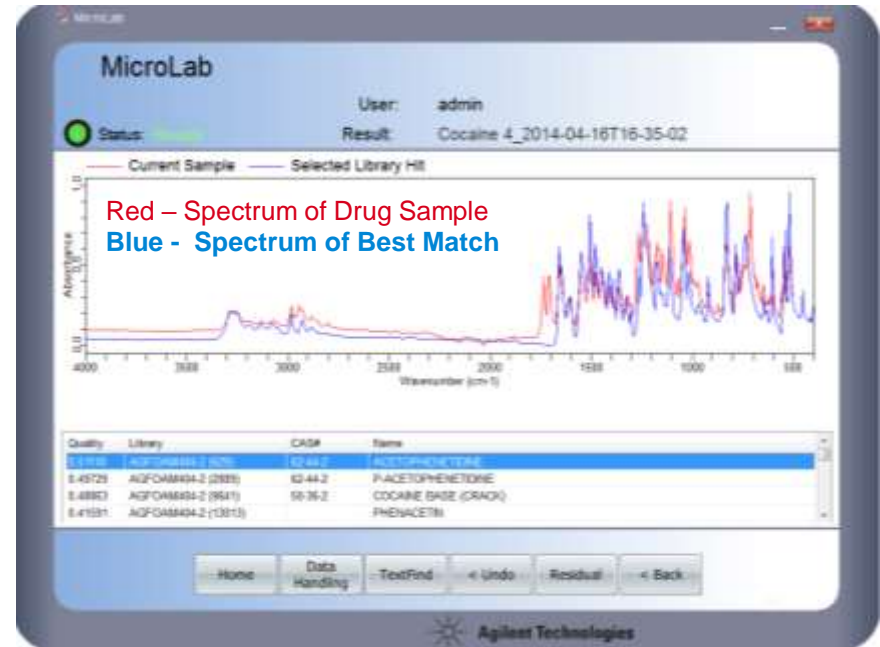 MicroLab
MicroLab
User: admin
Status:
Result: Cocaine 4_2014-04-16T16-35-02
Current Sample Selected Library Hit
Red – Spectrum of Drug Sample
Blue - Spectrum of Best Match
Absorbance
4000 3500 3000 2500 2000 1500 1000 500
Wavenumber (cm-1)
Quality Library CAS# Name
62-44-2 ACETOPHENETIDINE
0.45729 62-44-2 P-ACETOPHENETIDINE
COCAINE BASE (CRACK)
PHENACETIN
Home
Data Handling
TextFind
< Undo
Residual
< Back
Agilent Technologies